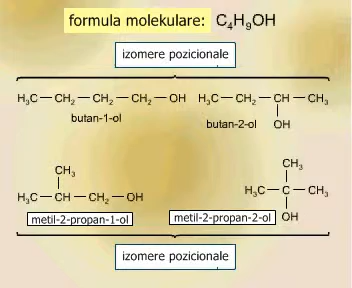 formula molekulare: C₄H₉OH
izomere pozicionale
H₃C—CH₂—CH₂—CH₂—OH H₃C—CH₂—CH—CH₃
butan-1-ol
butan-2-ol OH
CH₃ CH₃
H₃C—CH—CH₂—OH H₃C—C—CH₃
metil-2-propan-1-ol metil-2-propan-2-ol OH
izomere pozicionale